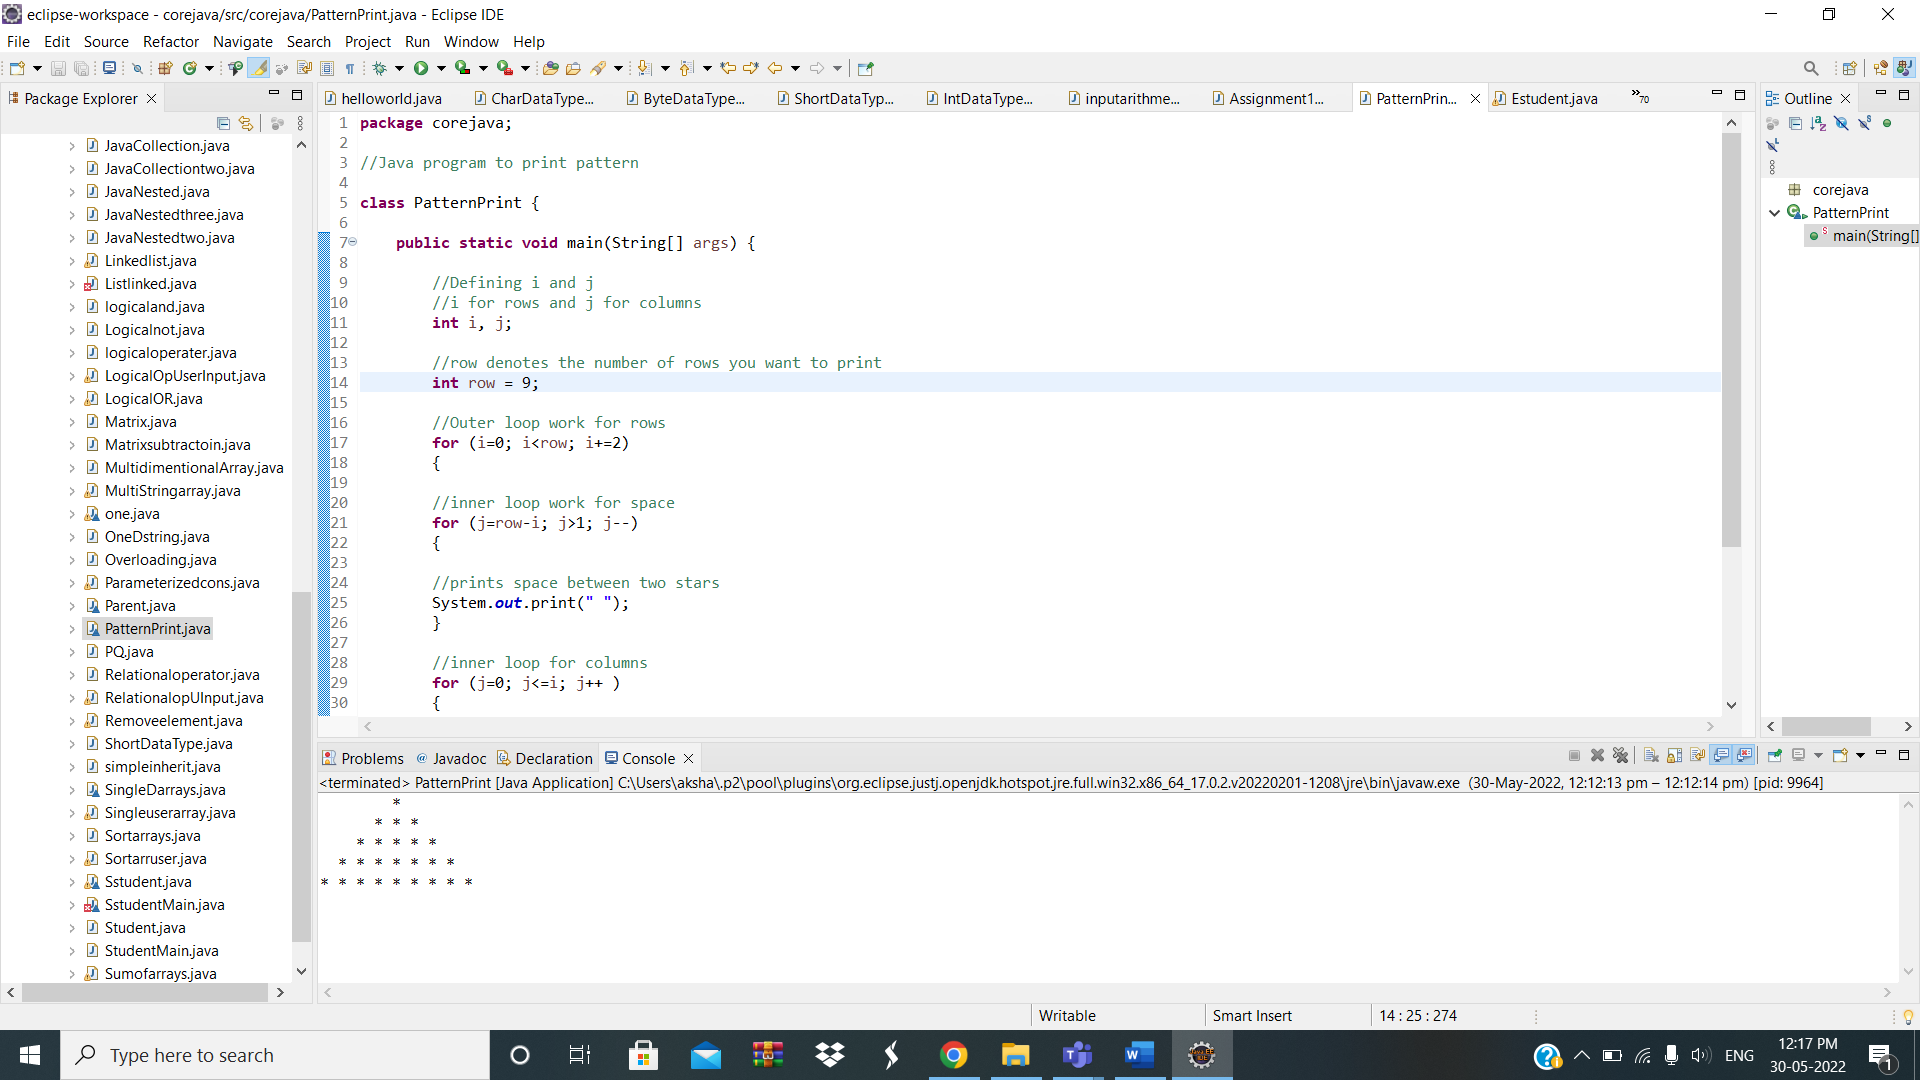 eclipse-workspace - corejava/src/corejava/PatternPrint.java - Eclipse IDE
File Edit Source Refactor Navigate Search Project Run Window Help
Package Explorer
helloworld.java CharDataType... ByteDataType... ShortDataTyp... IntDataType... inputarithme... Assignment1... PatternPrin... Estudent.java »70
Outline
JavaCollection.java
JavaCollectiontwo.java
JavaNested.java
JavaNestedthree.java
JavaNestedtwo.java
Linkedlist.java
Listlinked.java
logicaland.java
Logicalnot.java
logicaloperater.java
LogicalOpUserInput.java
LogicalOR.java
Matrix.java
Matrixsubtractoin.java
MultidimentionalArray.java
MultiStringarray.java
one.java
OneDstring.java
Overloading.java
Parameterizedcons.java
Parent.java
PatternPrint.java
PQ.java
Relationaloperator.java
RelationalopUInput.java
Removeelement.java
ShortDataType.java
simpleinherit.java
SingleDarrays.java
Singleuserarray.java
Sortarrays.java
Sortarruser.java
Sstudent.java
SstudentMain.java
Student.java
StudentMain.java
Sumofarrays.java
1 package corejava;
2
3 //Java program to print pattern
4
5 class PatternPrint {
6
7 public static void main(String[] args) {
8
9 //Defining i and j
10 //i for rows and j for columns
11 int i, j;
12
13 //row denotes the number of rows you want to print
14 int row = 9;
15
16 //Outer loop work for rows
17 for (i=0; i<row; i+=2)
18 {
19
20 //inner loop work for space
21 for (j=row-i; j>1; j--)
22 {
23
24 //prints space between two stars
25 System.out.print(" ");
26 }
27
28 //inner loop for columns
29 for (j=0; j<=i; j++ )
30 {
corejava
PatternPrint
main(String[]
Problems Javadoc Declaration Console
<terminated> PatternPrint [Java Application] C:\Users\aksha\.p2\pool\plugins\org.eclipse.justj.openjdk.hotspot.jre.full.win32.x86_64_17.0.2.v20220201-1208\jre\bin\javaw.exe (30-May-2022, 12:12:13 pm – 12:12:14 pm) [pid: 9964]
*
* * *
* * * * *
* * * * * * *
* * * * * * * * *
Writable Smart Insert 14 : 25 : 274
Type here to search
ENG
12:17 PM
30-05-2022
1